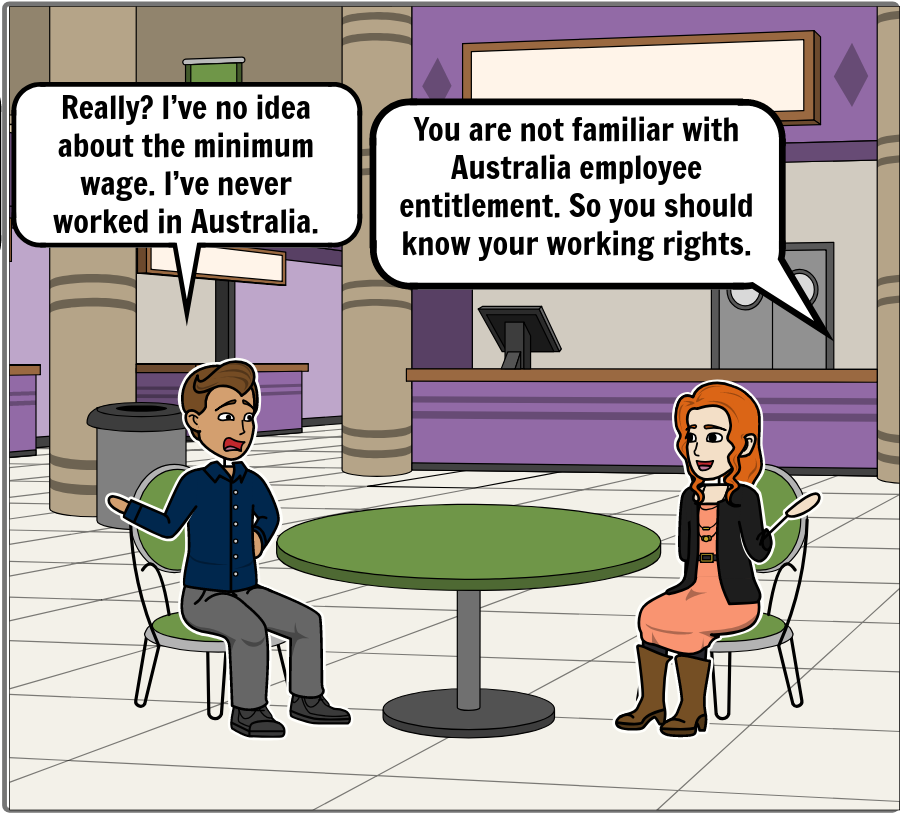 Really? I've no idea
about the minimum
wage. I've never
worked in Australia.
You are not familiar with
Australia employee
entitlement. So you should
know your working rights.